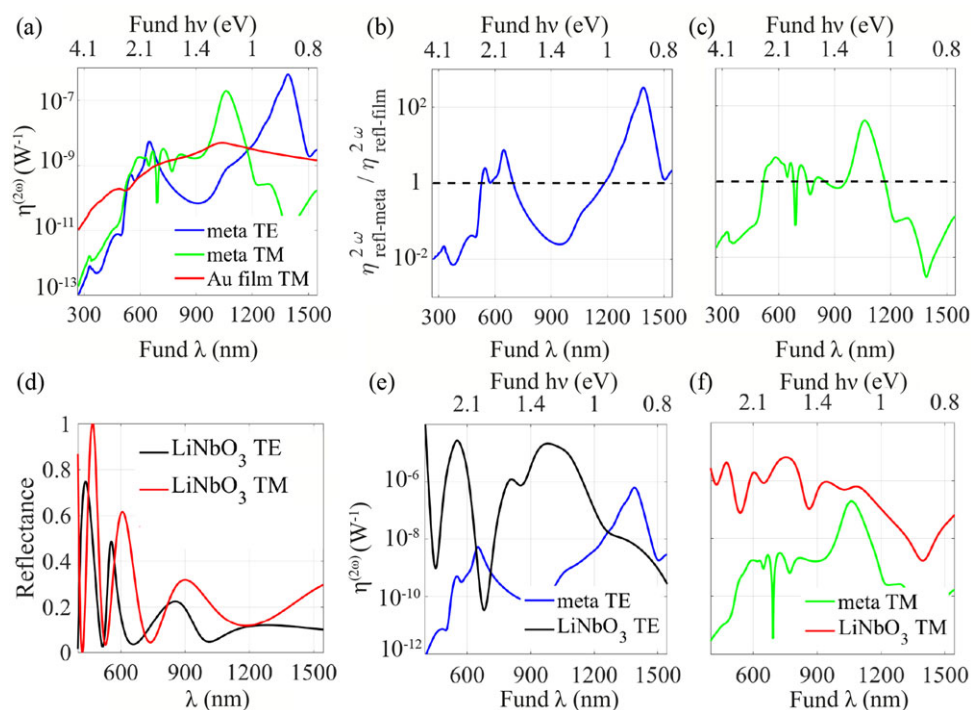 (a)
Fund hν (eV)
4.1 2.1 1.4 1 0.8
η(2ω) (W-1)
10-7
10-9
10-11
10-13
meta TE
meta TM
Au film TM
300 600 900 1200 1500
Fund λ (nm)
(b)
Fund hν (eV)
4.1 2.1 1.4 1 0.8
η2ω refl-meta / η2ω refl-film
102
1
10-2
300 600 900 1200 1500
Fund λ (nm)
(c)
Fund hν (eV)
4.1 2.1 1.4 1 0.8
300 600 900 1200 1500
Fund λ (nm)
(d)
Reflectance
1
0.8
0.6
0.4
0.2
0
LiNbO3 TE
LiNbO3 TM
600 900 1200 1500
λ (nm)
(e)
Fund hν (eV)
2.1 1.4 1 0.8
η(2ω) (W-1)
10-6
10-8
10-10
10-12
meta TE
LiNbO3 TE
600 900 1200 1500
Fund λ (nm)
(f)
Fund hν (eV)
2.1 1.4 1 0.8
meta TM
LiNbO3 TM
600 900 1200 1500
Fund λ (nm)